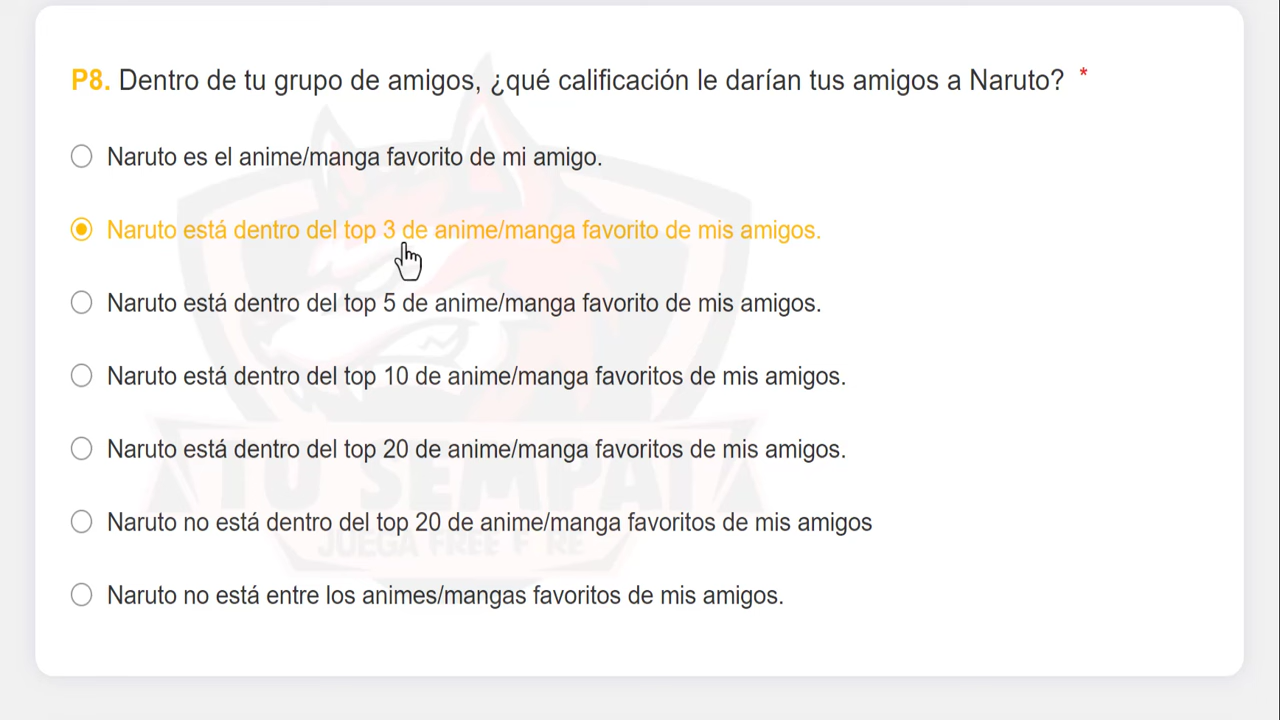 P8. Dentro de tu grupo de amigos, ¿qué calificación le darían tus amigos a Naruto? *
Naruto es el anime/manga favorito de mi amigo.
Naruto está dentro del top 3 de anime/manga favorito de mis amigos.
Naruto está dentro del top 5 de anime/manga favorito de mis amigos.
Naruto está dentro del top 10 de anime/manga favoritos de mis amigos.
Naruto está dentro del top 20 de anime/manga favoritos de mis amigos.
TU SEMPAI
Naruto no está dentro del top 20 de anime/manga favoritos de mis amigos
JUEGA FREE F RE
Naruto no está entre los animes/mangas favoritos de mis amigos.